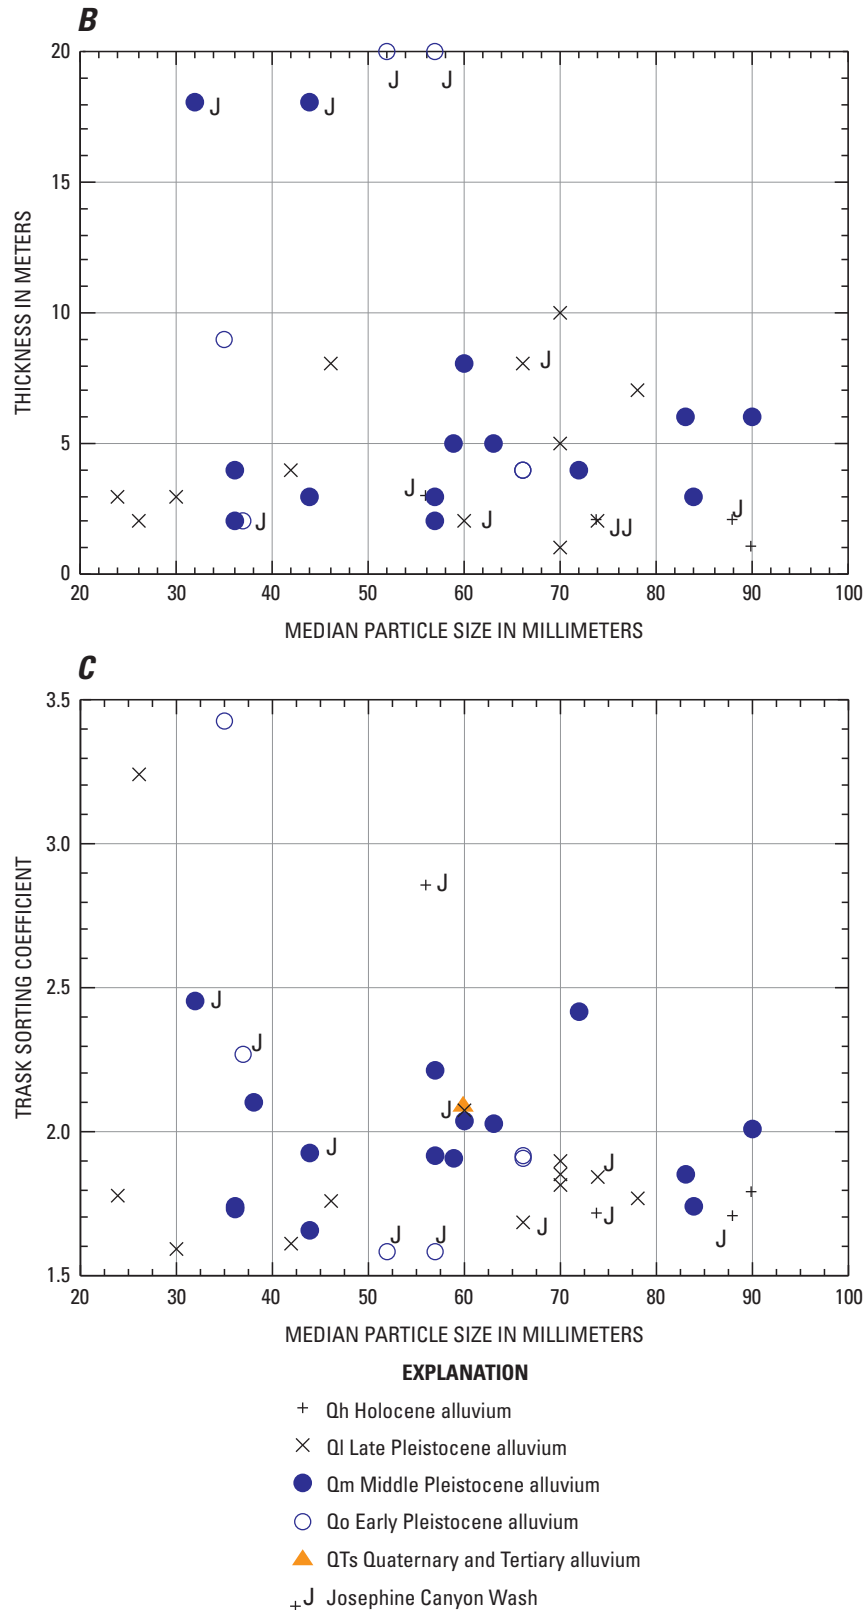 B
20
J J
J J
15
THICKNESS IN METERS
10
J
5
J
J
J J JJ
0
20 30 40 50 60 70 80 90 100
MEDIAN PARTICLE SIZE IN MILLIMETERS
C
3.5
3.0
J
TRASK SORTING COEFFICIENT
2.5
J
J
J
2.0
J
J
J
J J J J
1.5
20 30 40 50 60 70 80 90 100
MEDIAN PARTICLE SIZE IN MILLIMETERS
EXPLANATION
Qh Holocene alluvium
Ql Late Pleistocene alluvium
Qm Middle Pleistocene alluvium
Qo Early Pleistocene alluvium
QTs Quaternary and Tertiary alluvium
J Josephine Canyon Wash